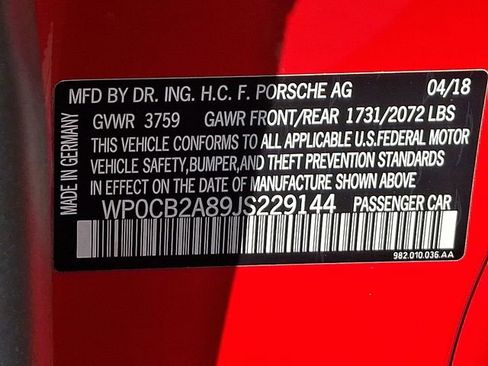 MFD BY DR. ING. H.C. F. PORSCHE AG 04/18
GVWR 3759 GAWR FRONT/REAR 1731/2072 LBS
THIS VEHICLE CONFORMS TO ALL APPLICABLE U.S.FEDERAL MOTOR
VEHICLE SAFETY,BUMPER,AND THEFT PREVENTION STANDARDS
IN EFFECT ON THE DATE OF MANUFACTURE SHOWN ABOVE
WP0CB2A89JS229144 PASSENGER CAR
982.010.036.AA
MADE IN GERMANY